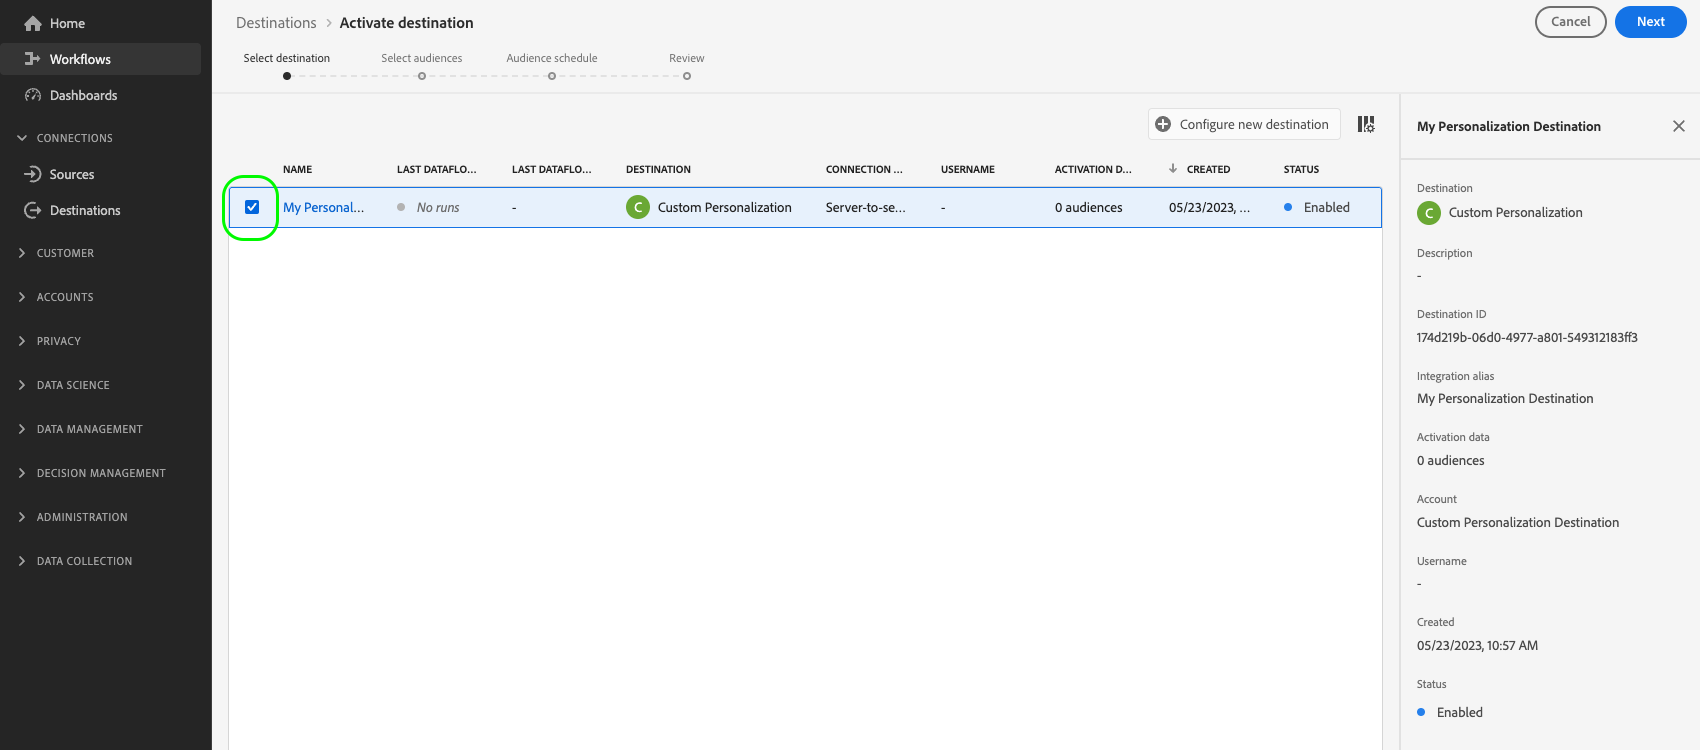 Home
Workflows
Dashboards
CONNECTIONS
Sources
Destinations
CUSTOMER
ACCOUNTS
PRIVACY
DATA SCIENCE
DATA MANAGEMENT
DECISION MANAGEMENT
ADMINISTRATION
DATA COLLECTION
Destinations > Activate destination
Cancel Next
Select destination Select audiences Audience schedule Review
Configure new destination
NAME LAST DATAFLO... LAST DATAFLO... DESTINATION CONNECTION ... USERNAME ACTIVATION D... CREATED STATUS
My Personal... No runs - C Custom Personalization Server-to-se... - 0 audiences 05/23/2023, ... Enabled
My Personalization Destination
Destination
C Custom Personalization
Description
-
Destination ID
174d219b-06d0-4977-a801-549312183ff3
Integration alias
My Personalization Destination
Activation data
0 audiences
Account
Custom Personalization Destination
Username
-
Created
05/23/2023, 10:57 AM
Status
Enabled